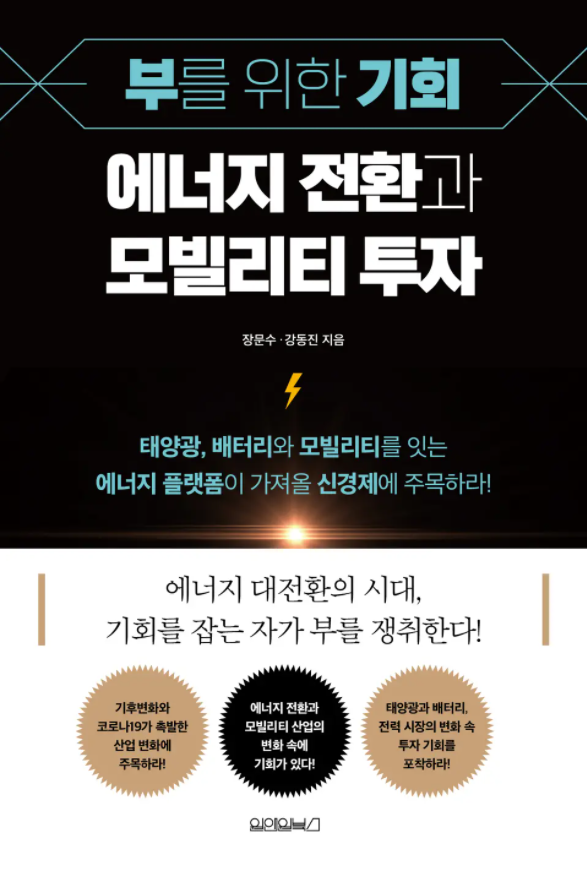 부를 위한 기회
에너지 전환과
모빌리티 투자
장문수 · 강동진 지음
태양광, 배터리와 모빌리티를 잇는
에너지 플랫폼이 가져올 신경제에 주목하라!
에너지 대전환의 시대,
기회를 잡는 자가 부를 쟁취한다!
기후변화와
코로나19가 촉발한
산업 변화에
주목하라!
에너지 전환과
모빌리티 산업의
변화 속에
기회가 있다!
태양광과 배터리,
전력 시장의 변화 속
투자 기회를
포착하라!
원앤원북스